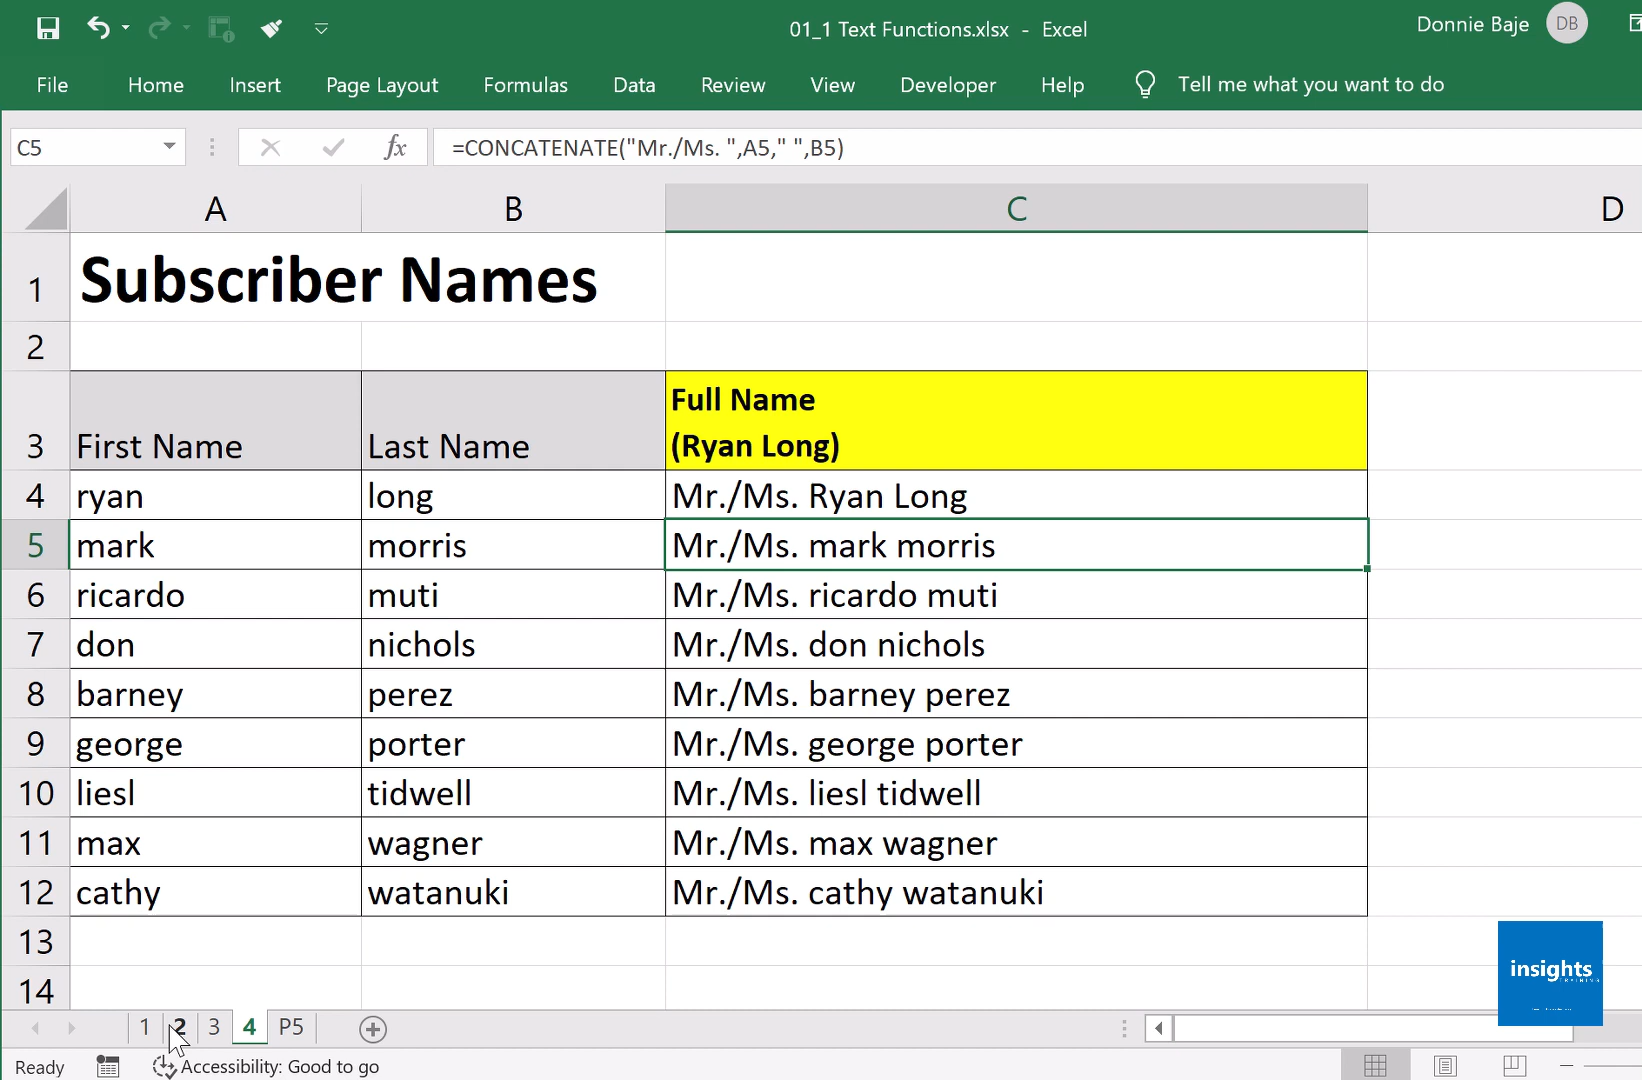 01_1 Text Functions.xlsx - Excel
Donnie Baje DB
File Home Insert Page Layout Formulas Data Review View Developer Help Tell me what you want to do
C5 fx =CONCATENATE("Mr./Ms. ",A5," ",B5)
A B C D
1 Subscriber Names
2
Full Name
3 First Name Last Name (Ryan Long)
4 ryan long Mr./Ms. Ryan Long
5 mark morris Mr./Ms. mark morris
6 ricardo muti Mr./Ms. ricardo muti
7 don nichols Mr./Ms. don nichols
8 barney perez Mr./Ms. barney perez
9 george porter Mr./Ms. george porter
10 liesl tidwell Mr./Ms. liesl tidwell
11 max wagner Mr./Ms. max wagner
12 cathy watanuki Mr./Ms. cathy watanuki
13
14
insights
1 2 3 4 P5
Ready Accessibility: Good to go